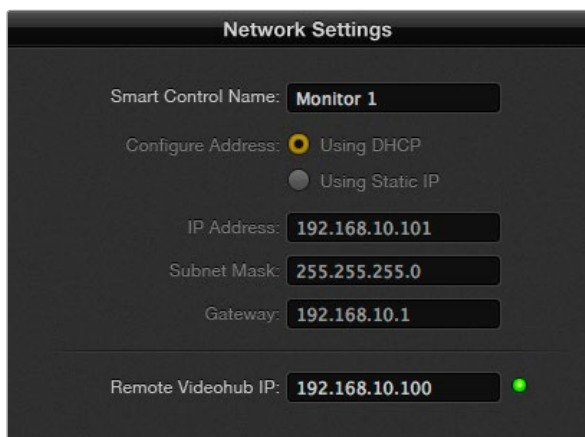 Network Settings
Smart Control Name: Monitor 1
Configure Address: Using DHCP
Using Static IP
IP Address: 192.168.10.101
Subnet Mask: 255.255.255.0
Gateway: 192.168.10.1
Remote Videohub IP: 192.168.10.100